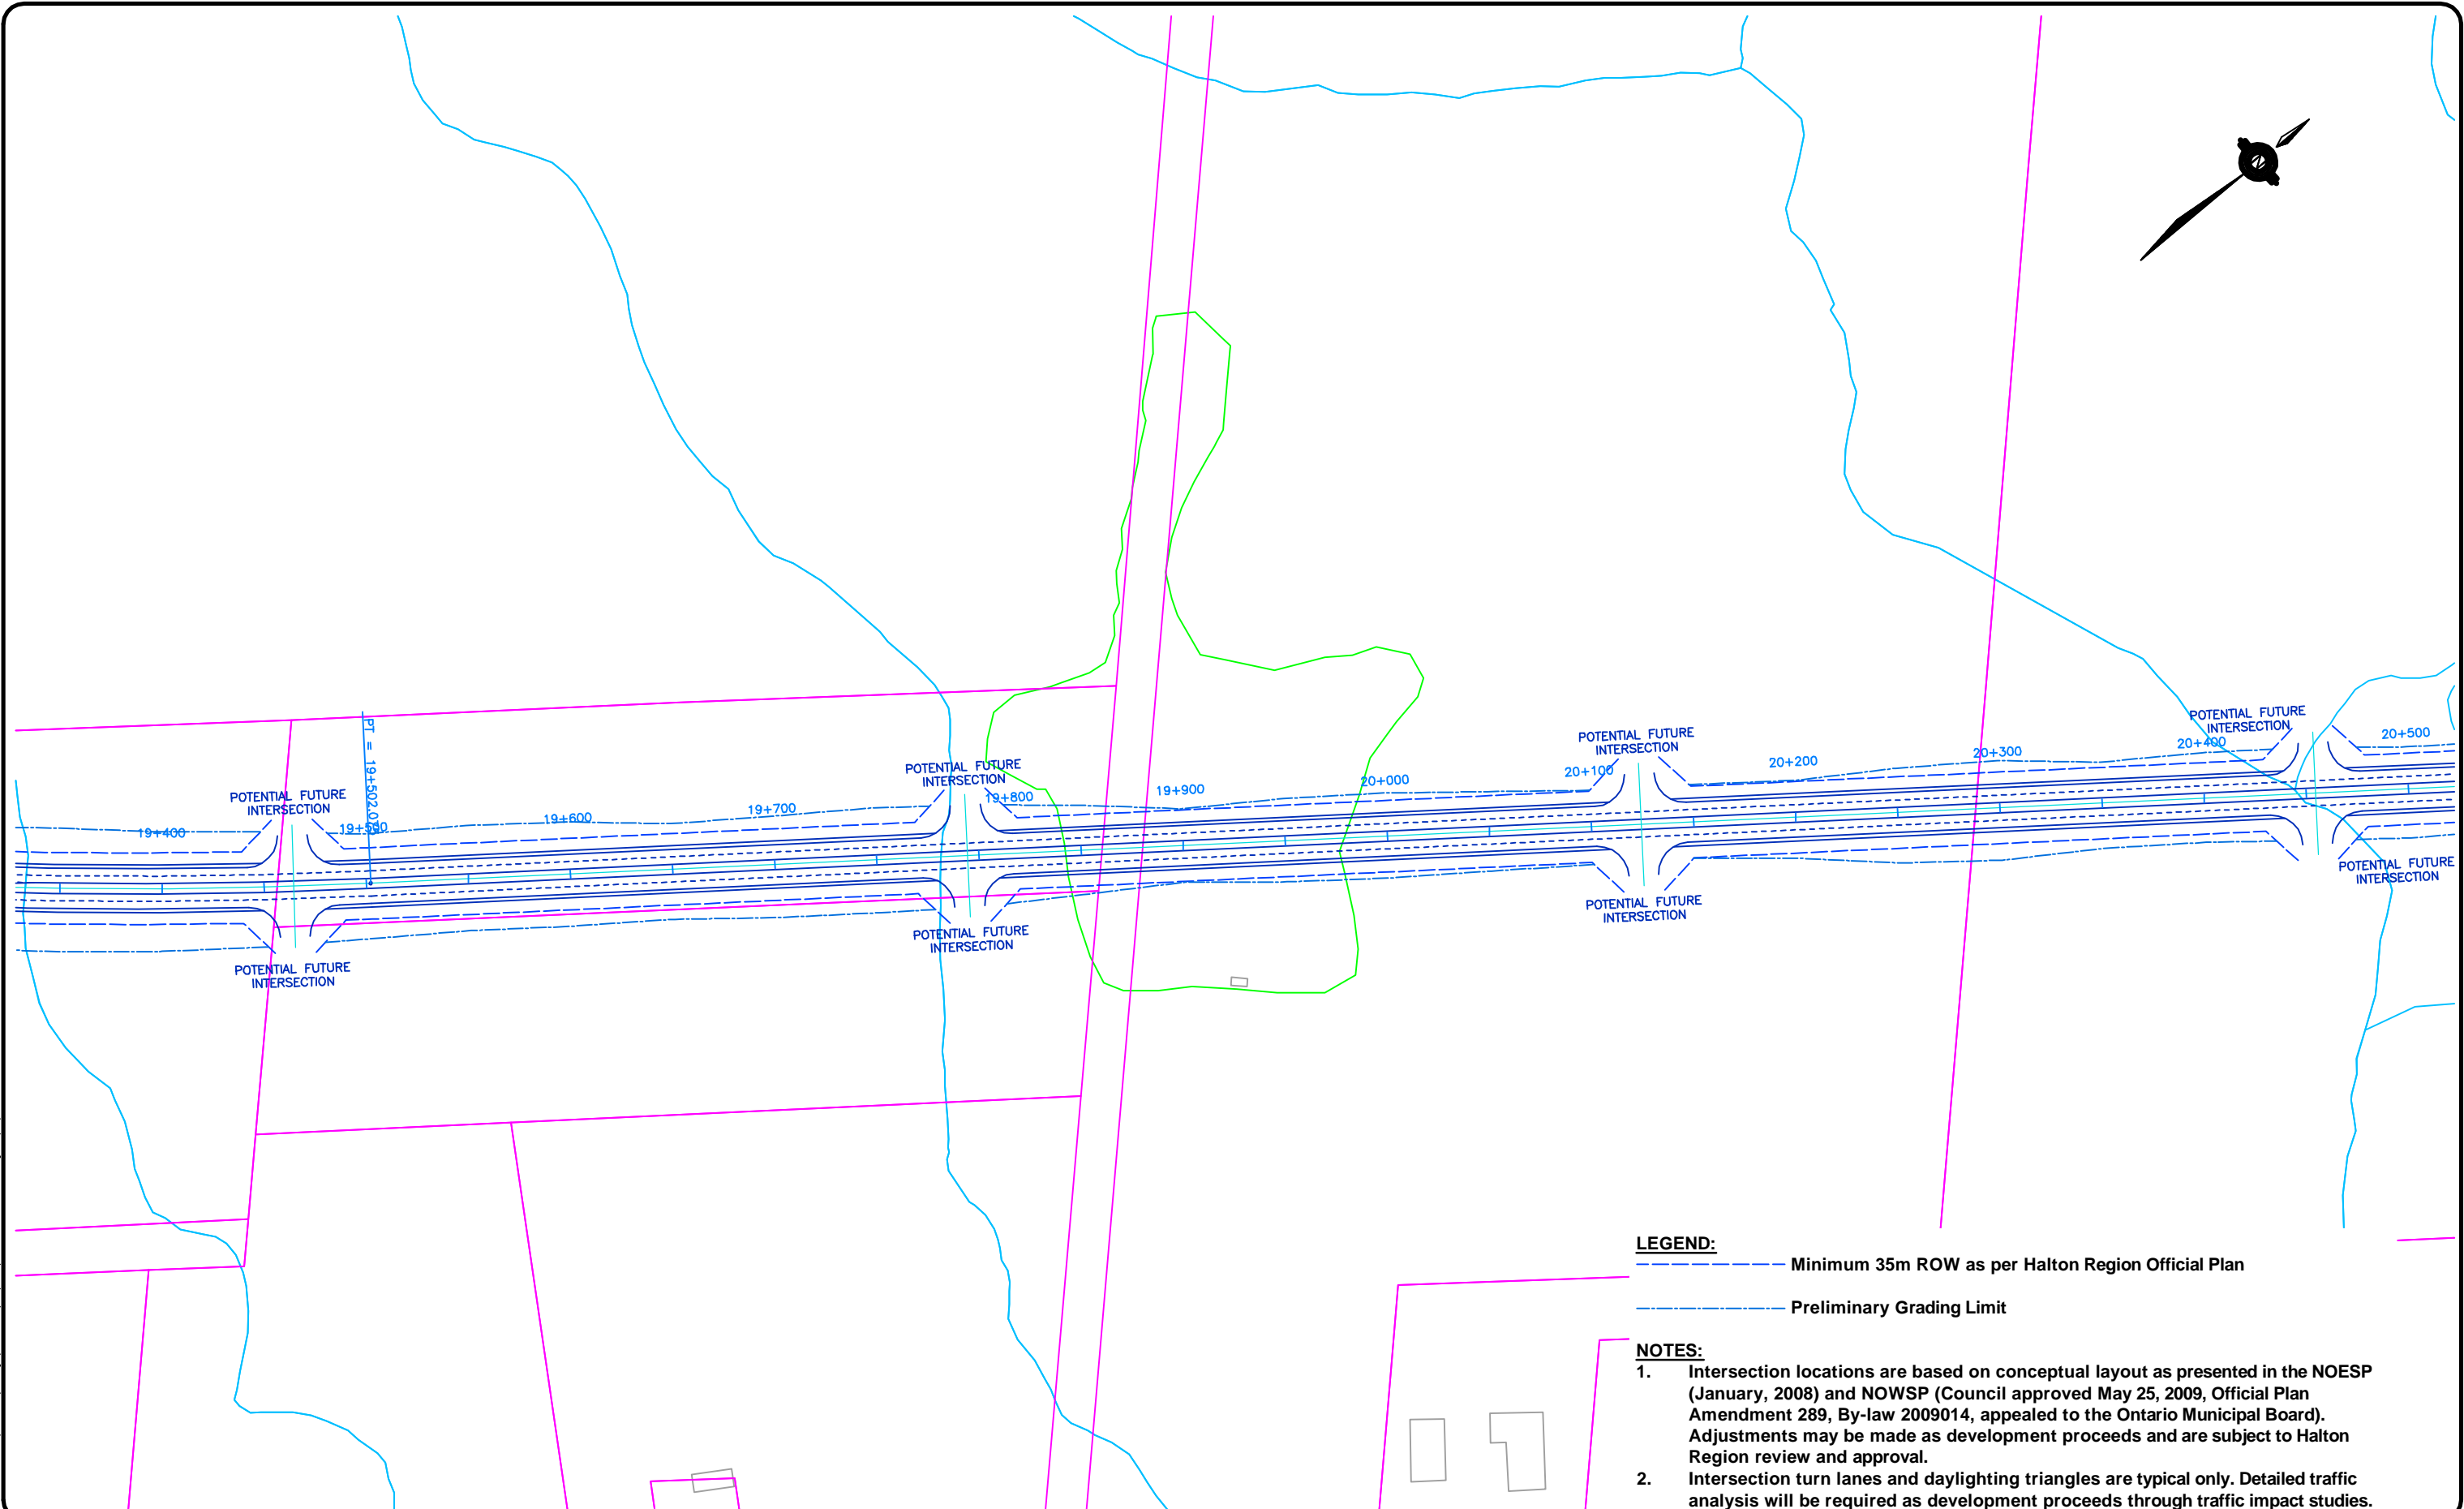 POTENTIAL FUTURE
INTERSECTION
19+400
PT = 19+502.0
19+500
19+600
19+700
POTENTIAL FUTURE
INTERSECTION
19+800
19+900
20+000
POTENTIAL FUTURE
INTERSECTION
20+100
20+200
20+300
POTENTIAL FUTURE
INTERSECTION
20+400
20+500
POTENTIAL FUTURE
INTERSECTION
POTENTIAL FUTURE
INTERSECTION
POTENTIAL FUTURE
INTERSECTION
POTENTIAL FUTURE
INTERSECTION
LEGEND:
Minimum 35m ROW as per Halton Region Official Plan
Preliminary Grading Limit
NOTES:
1. Intersection locations are based on conceptual layout as presented in the NOESP
(January, 2008) and NOWSP (Council approved May 25, 2009, Official Plan
Amendment 289, By-law 2009014, appealed to the Ontario Municipal Board).
Adjustments may be made as development proceeds and are subject to Halton
Region review and approval.
2. Intersection turn lanes and daylighting triangles are typical only. Detailed traffic
analysis will be required as development proceeds through traffic impact studies.